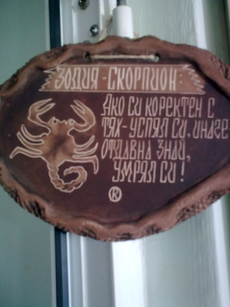 ЗОДИЯ - СКОРПИОН:
АКО СИ КОРЕКТЕН С
ТЯХ - УСПЯЛ СИ. ИНАЧЕ
ОТДАВНА ЗНАЙ,
УМРЯЛ СИ!
®